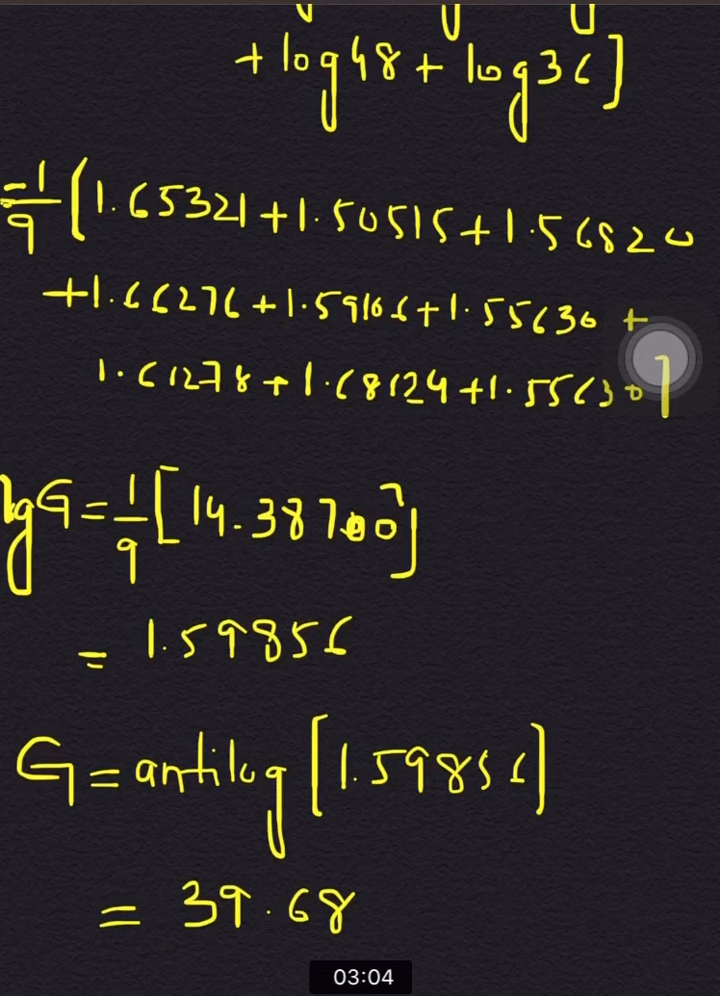 + log48 + log36]
= 1/9 [1.65321 + 1.50515 + 1.56820
+ 1.66276 + 1.59106 + 1.55630 +
1.61278 + 1.68124 + 1.55630]
logG = 1/9 [14.38700]
= 1.59856
G = antilog [1.59856]
= 39.68
03:04